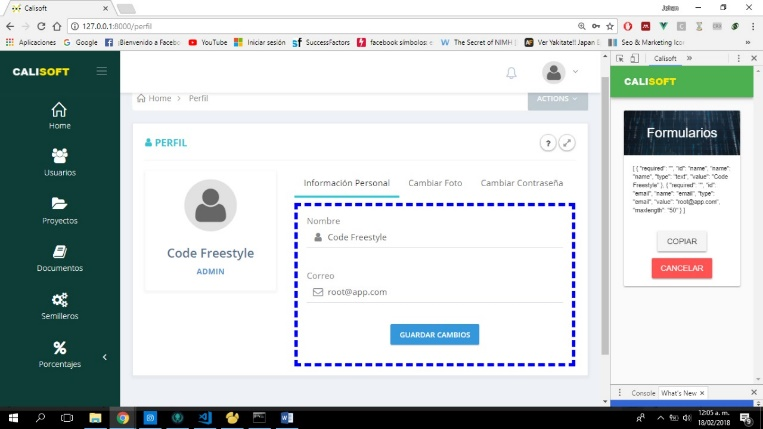 Calisoft
Julian
127.0.0.1:8000/perfil
Aplicaciones
Google
¡Bienvenido a Facebo
YouTube
Iniciar sesión
SuccessFactors
facebook símbolos: e
The Secret of NIMH (
Ver Yakitate!! Japan E
Seo & Marketing Icon
CALISOFT
Home
Usuarios
Proyectos
Documentos
Semilleros
Porcentajes
Home > Perfil
ACTIONS
PERFIL
Code Freestyle
ADMIN
Información Personal
Cambiar Foto
Cambiar Contraseña
Nombre
Code Freestyle
Correo
root@app.com
GUARDAR CAMBIOS
Calisoft
CALISOFT
Formularios
[ { "required": "", "id": "name", "name":
"name", "type": "text", "value": "Code
Freestyle" }, { "required": "", "id":
"email", "name": "email", "type":
"email", "value": "root@app.com",
"maxlength": "50" } ]
COPIAR
CANCELAR
Console
What's New
12:05 a. m.
18/02/2018